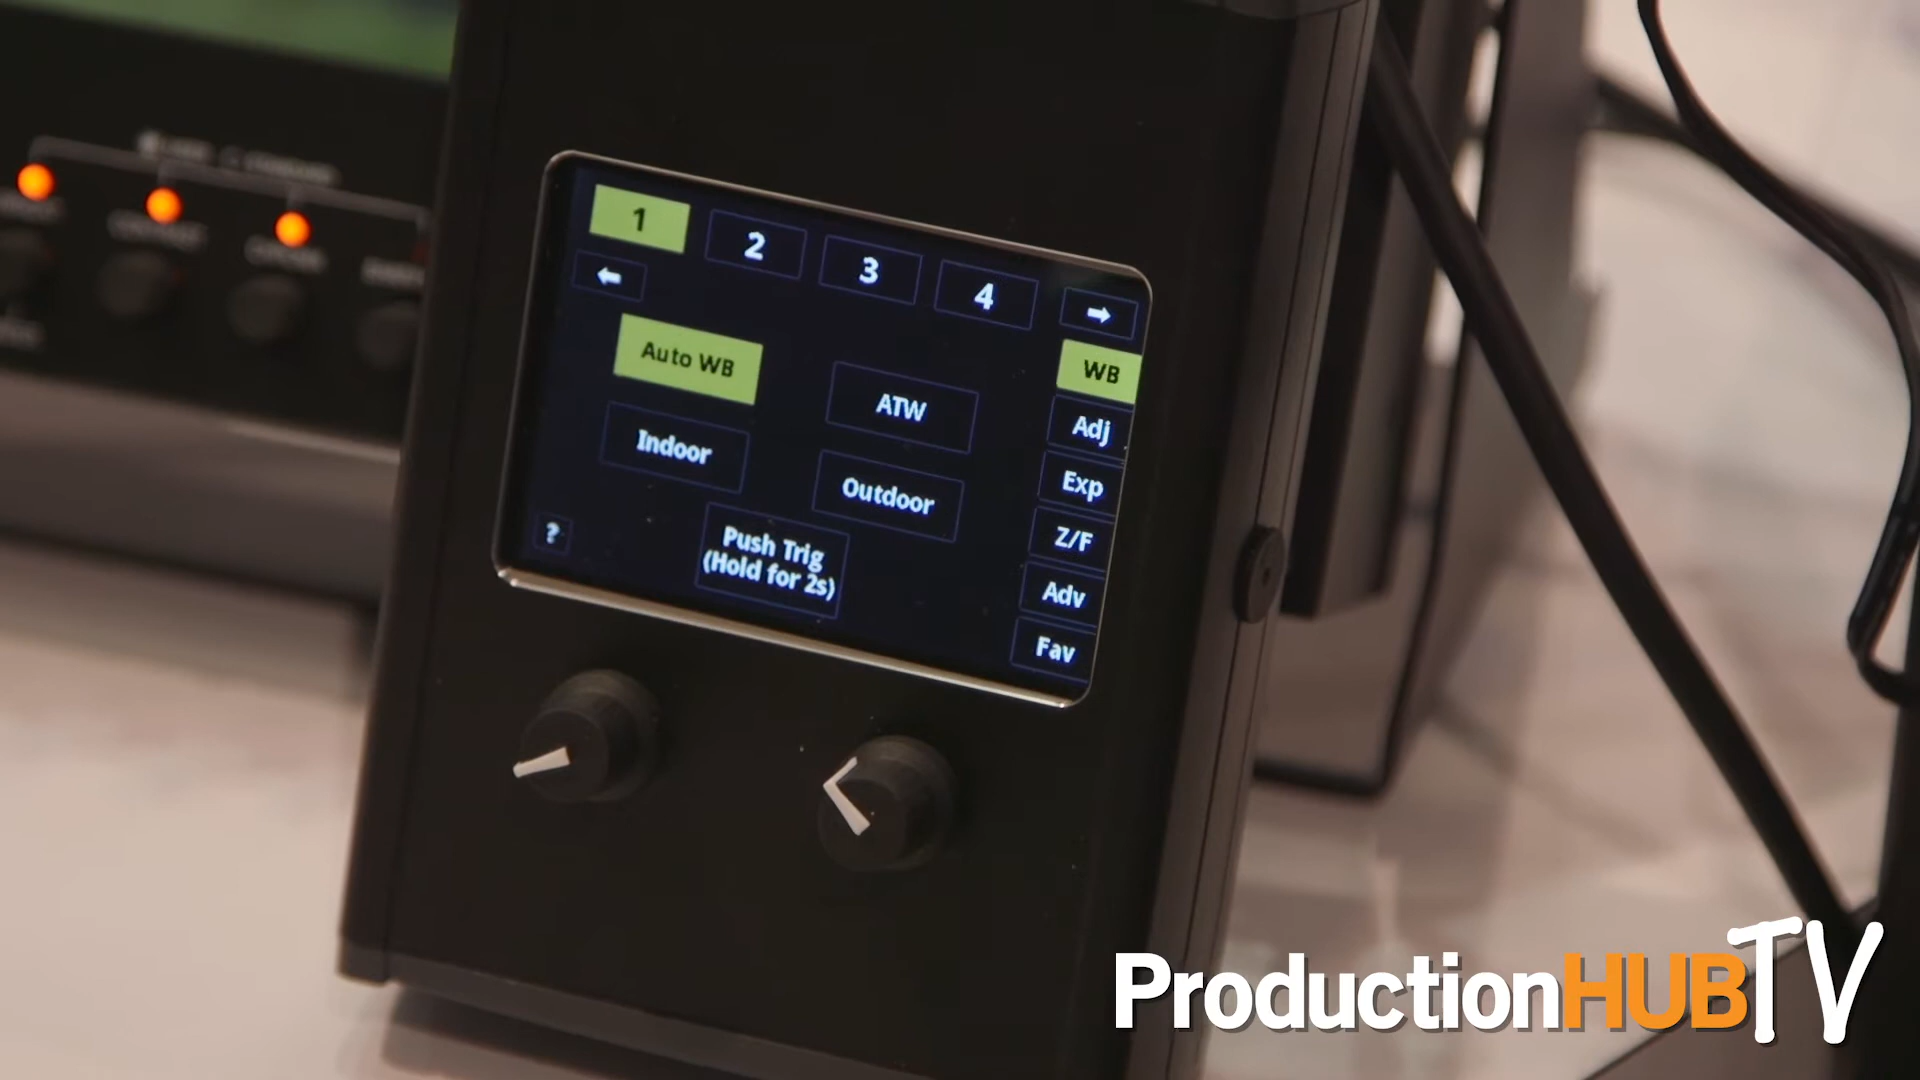 1 2 3 4
WB
Auto WB
ATW
Adj
Indoor
Outdoor
Exp
Z/F
?
Push Trig
(Hold for 2s)
Adv
Fav
ProductionHUBTV